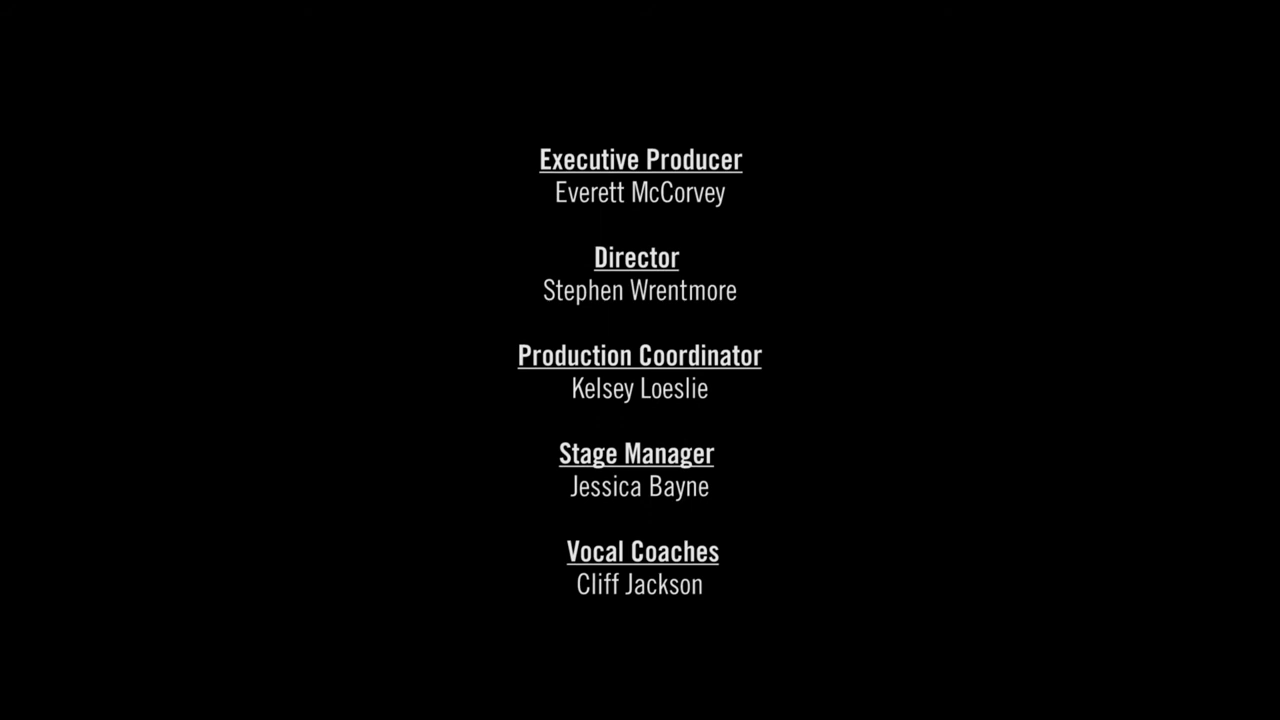 Executive Producer
Everett McCorvey
Director
Stephen Wrentmore
Production Coordinator
Kelsey Loeslie
Stage Manager
Jessica Bayne
Vocal Coaches
Cliff Jackson